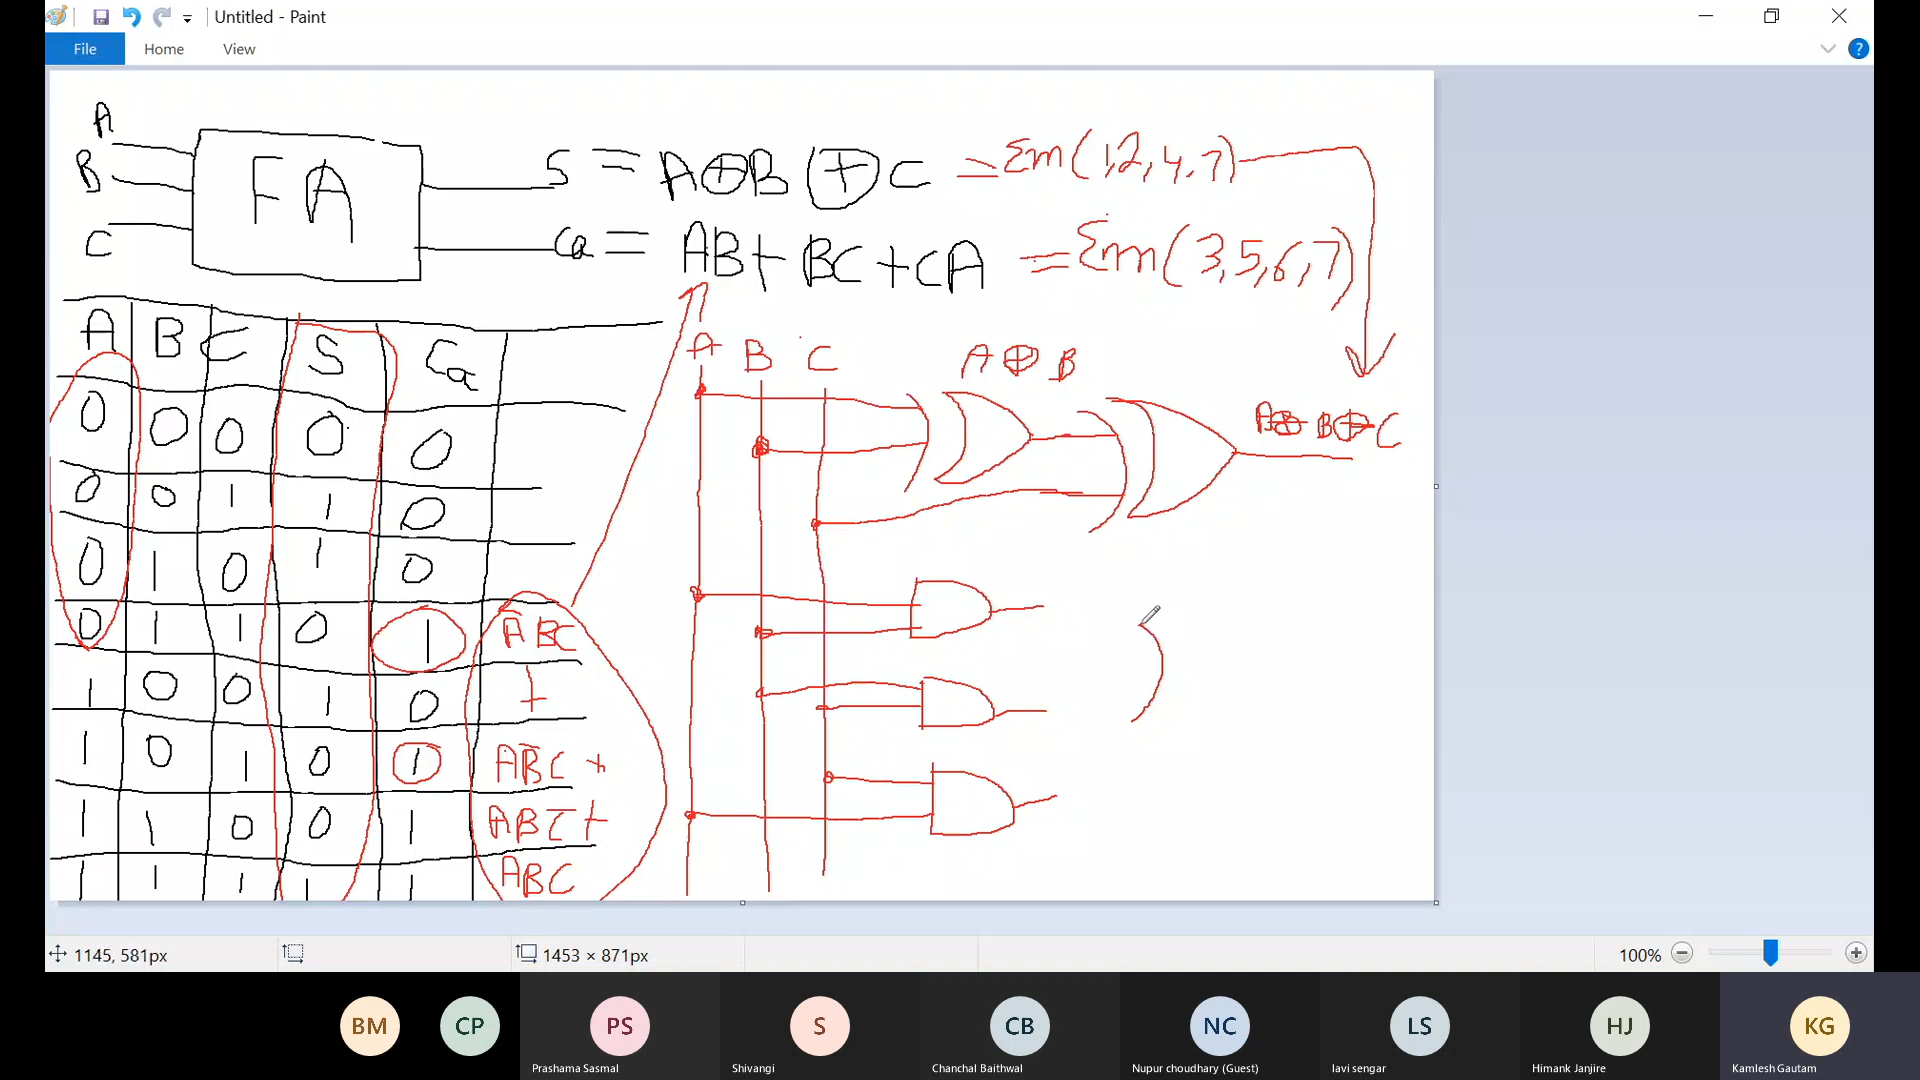 Untitled - Paint
File Home View
A
B
C
FA
S = A⊕B⊕C = Σm(1,2,4,7)
Ca = AB+BC+CA = Σm(3,5,6,7)
A B C S Ca
0 0 0 0 0
0 0 1 1 0
0 1 0 1 0
0 1 1 0 1 A̅BC
+
1 0 0 1 0
1 0 1 0 1 AB̅C +
1 1 0 0 1 ABC̅ +
1 1 1 1 1 ABC
A B C
A⊕B
A⊕B⊕C
1145, 581px
1453 × 871px
100%
BM CP PS S CB NC LS HJ KG
Prashama Sasmal
Shivangi
Chanchal Baithwal
Nupur choudhary (Guest)
lavi sengar
Himank Janjire
Kamlesh Gautam